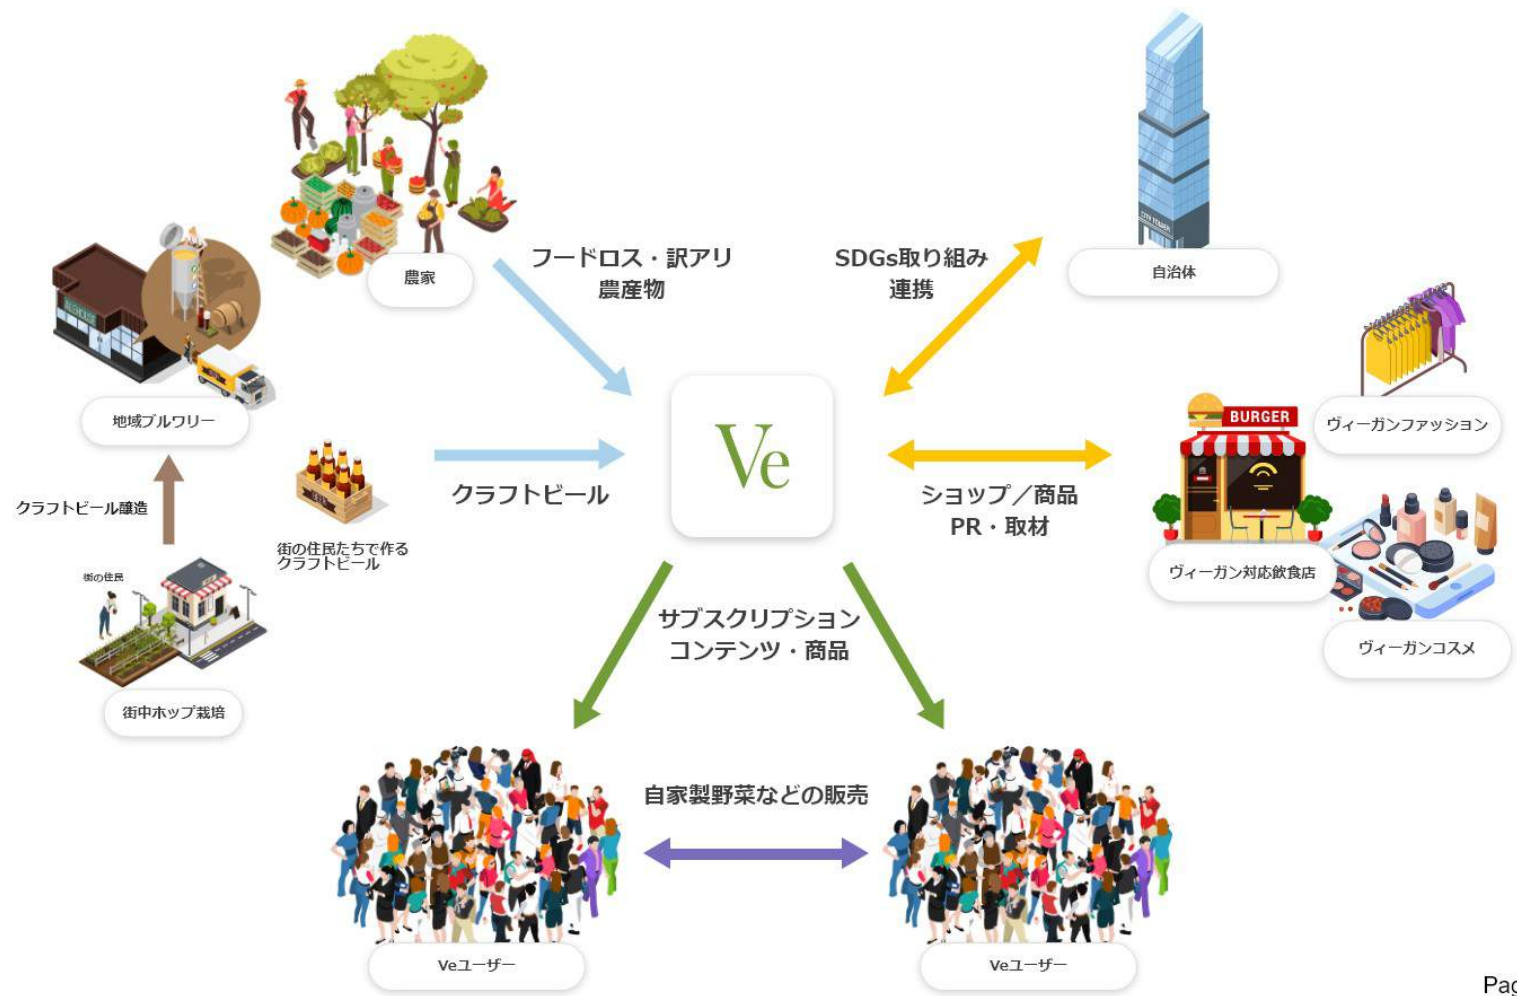 農家
フードロス・訳アリ
農産物
SDGs取り組み
連携
CITY TOWER
自治体
ALEHOUSE
地域ブルワリー
クラフトビール醸造
街の住民
街中ホップ栽培
街の住民たちで作る
クラフトビール
クラフトビール
Ve
ショップ／商品
PR・取材
BURGER
ヴィーガンファッション
ヴィーガン対応飲食店
ヴィーガンコスメ
サブスクリプション
コンテンツ・商品
自家製野菜などの販売
Veユーザー
Veユーザー
Pag